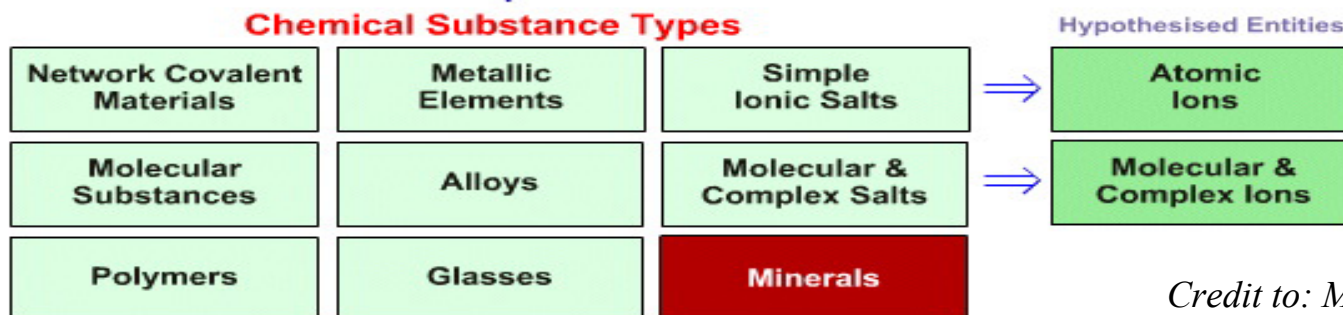 Chemical Substance Types
Hypothesised Entities
Network Covalent
Materials
Metallic
Elements
Simple
Ionic Salts
Atomic
Ions
Molecular
Substances
Alloys
Molecular &
Complex Salts
Molecular &
Complex Ions
Polymers
Glasses
Minerals
Credit to: M